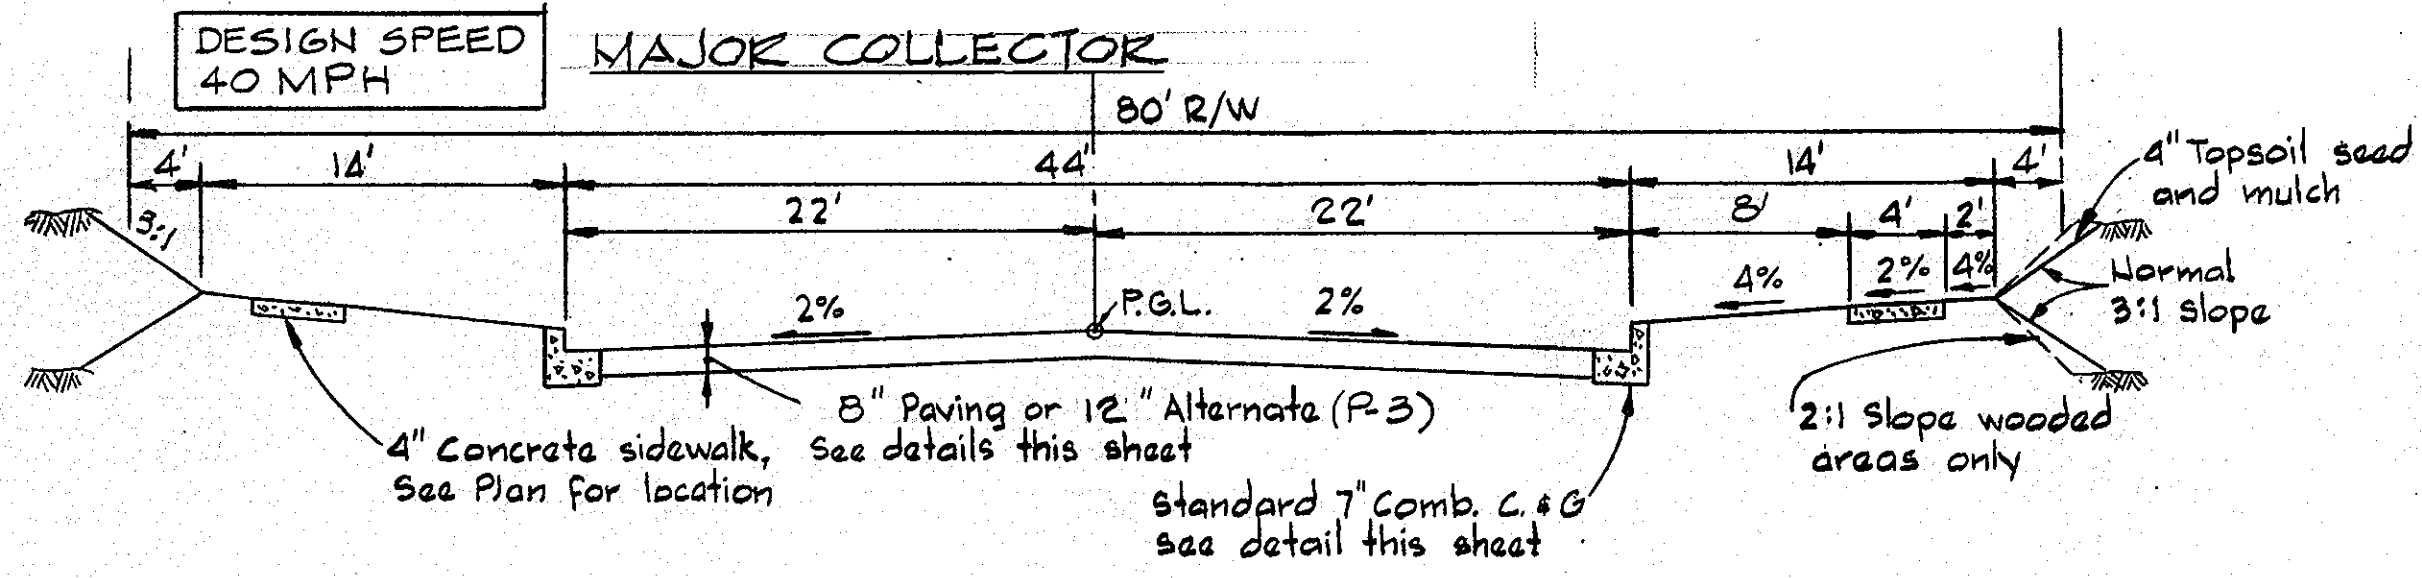 DESIGN SPEED
40 MPH
MAJOR COLLECTOR
80' R/W
4'
14'
44'
14'
4'
22'
22'
8'
4'
2'
3:1
2%
P.G.L.
2%
4%
2%
4%
4" Topsoil seed
and mulch
Normal
3:1 Slope
8" Paving or 12" Alternate (P-3)
See details this sheet
4" Concrete sidewalk,
See Plan for location
2:1 Slope wooded
areas only
Standard 7" Comb. C. & G
see detail this sheet